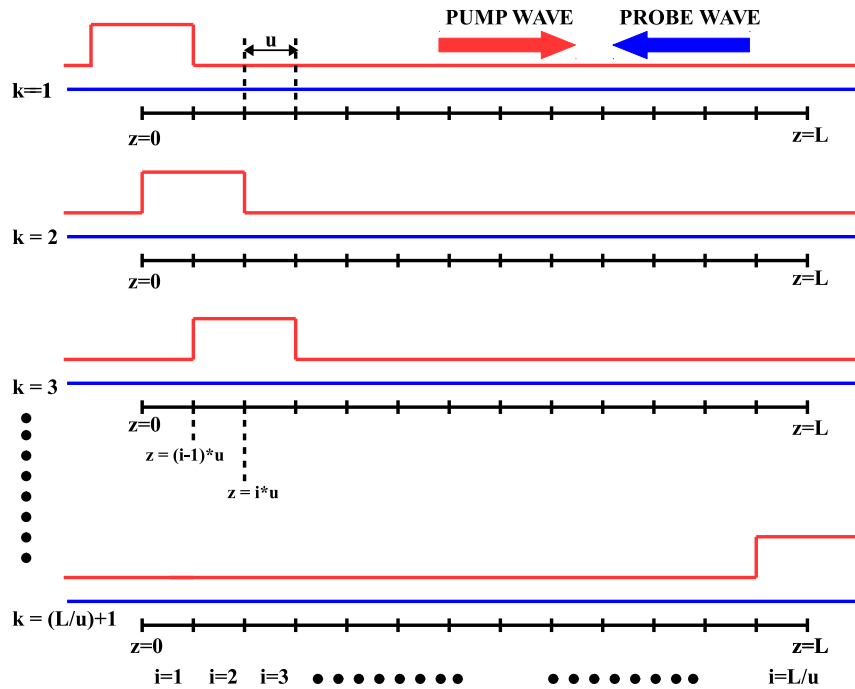 PUMP WAVE PROBE WAVE
u
k=1
z=0 z=L
k = 2
z=0 z=L
k = 3
z=0 z=L
z = (i-1)*u
z = i*u
k = (L/u)+1
z=0 z=L
i=1 i=2 i=3 i=L/u